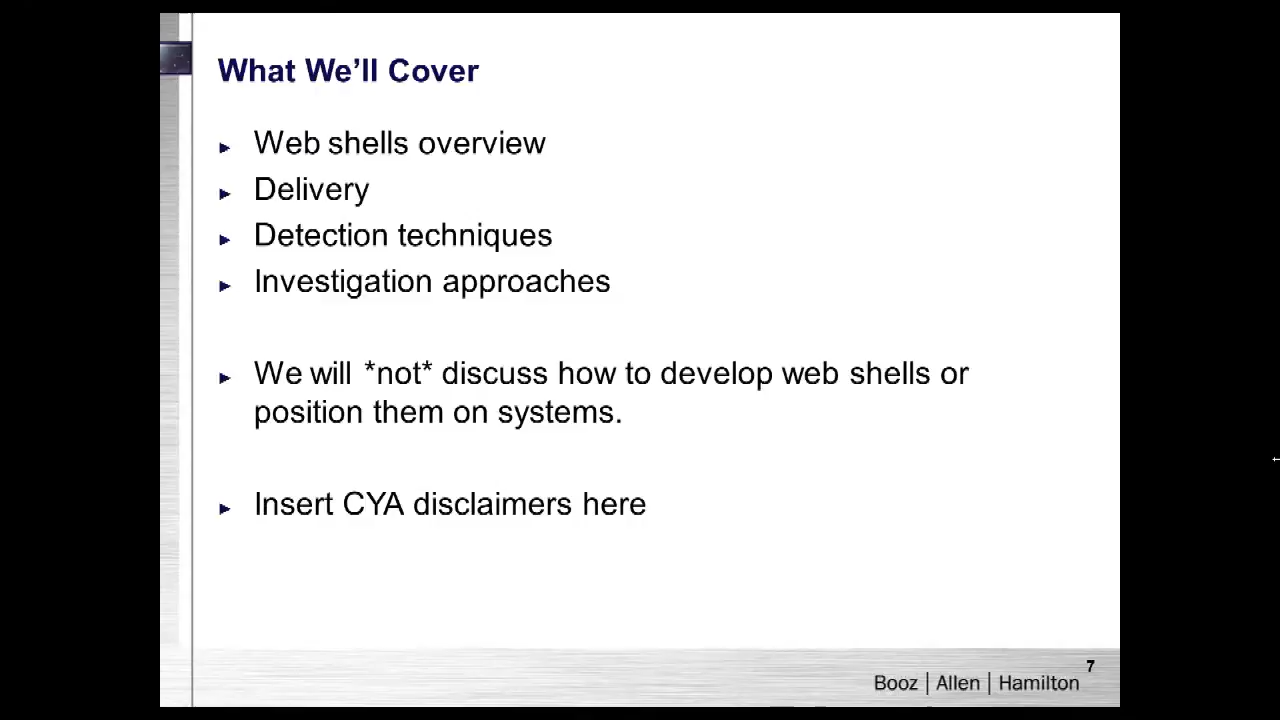 What We’ll Cover
Web shells overview
Delivery
Detection techniques
Investigation approaches
We will *not* discuss how to develop web shells or
position them on systems.
Insert CYA disclaimers here
7
Booz | Allen | Hamilton